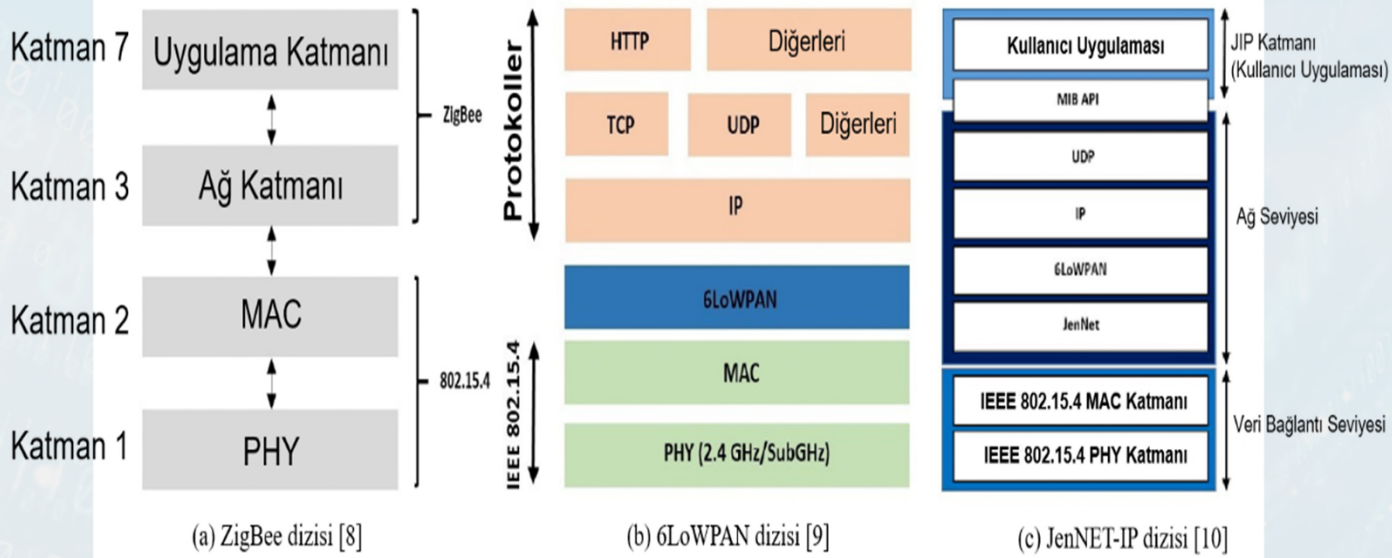 Katman 7
Uygulama Katmanı
ZigBee
Katman 3
Ağ Katmanı
Katman 2
MAC
802.15.4
Katman 1
PHY
(a) ZigBee dizisi [8]
Protokoller
HTTP
Diğerleri
TCP
UDP
Diğerleri
IP
6LoWPAN
IEEE 802.15.4
MAC
PHY (2.4 GHz/SubGHz)
(b) 6LoWPAN dizisi [9]
Kullanıcı Uygulaması
JIP Katmanı
(Kullanıcı Uygulaması)
MIB API
UDP
IP
Ağ Seviyesi
6LoWPAN
JenNet
IEEE 802.15.4 MAC Katmanı
Veri Bağlantı Seviyesi
IEEE 802.15.4 PHY Katmanı
(c) JenNET-IP dizisi [10]